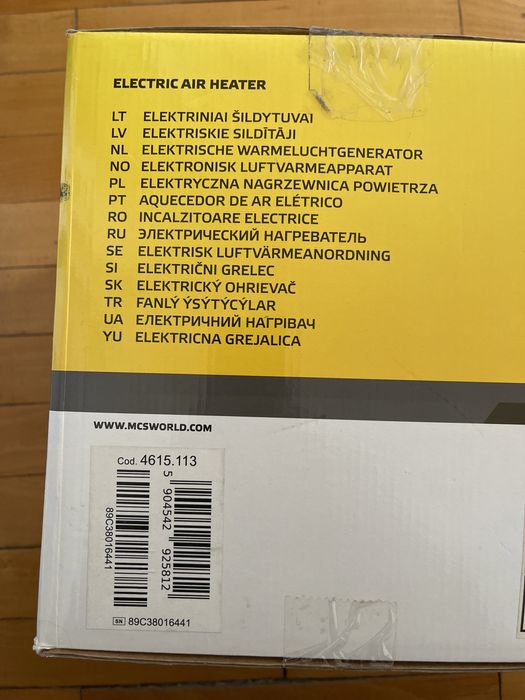 ELECTRIC AIR HEATER
LT ELEKTRINIAI ŠILDYTUVAI
LV ELEKTRISKIE SILDĪTĀJI
NL ELEKTRISCHE WARMELUCHTGENERATOR
NO ELEKTRONISK LUFTVARMEAPPARAT
PL ELEKTRYCZNA NAGRZEWNICA POWIETRZA
PT AQUECEDOR DE AR ELÉTRICO
RO INCALZITOARE ELECTRICE
RU ЭЛЕКТРИЧЕСКИЙ НАГРЕВАТЕЛЬ
SE ELEKTRISK LUFTVÄRMEANORDNING
SI ELEKTRIČNI GRELEC
SK ELEKTRICKÝ OHRIEVAČ
TR FANLÝ ÝSÝTÝCÝLAR
UA ЕЛЕКТРИЧНИЙ НАГРІВАЧ
YU ELEKTRICNA GREJALICA
WWW.MCSWORLD.COM
Cod. 4615.113
89C38016441
5 904542 925812
SN 89C38016441